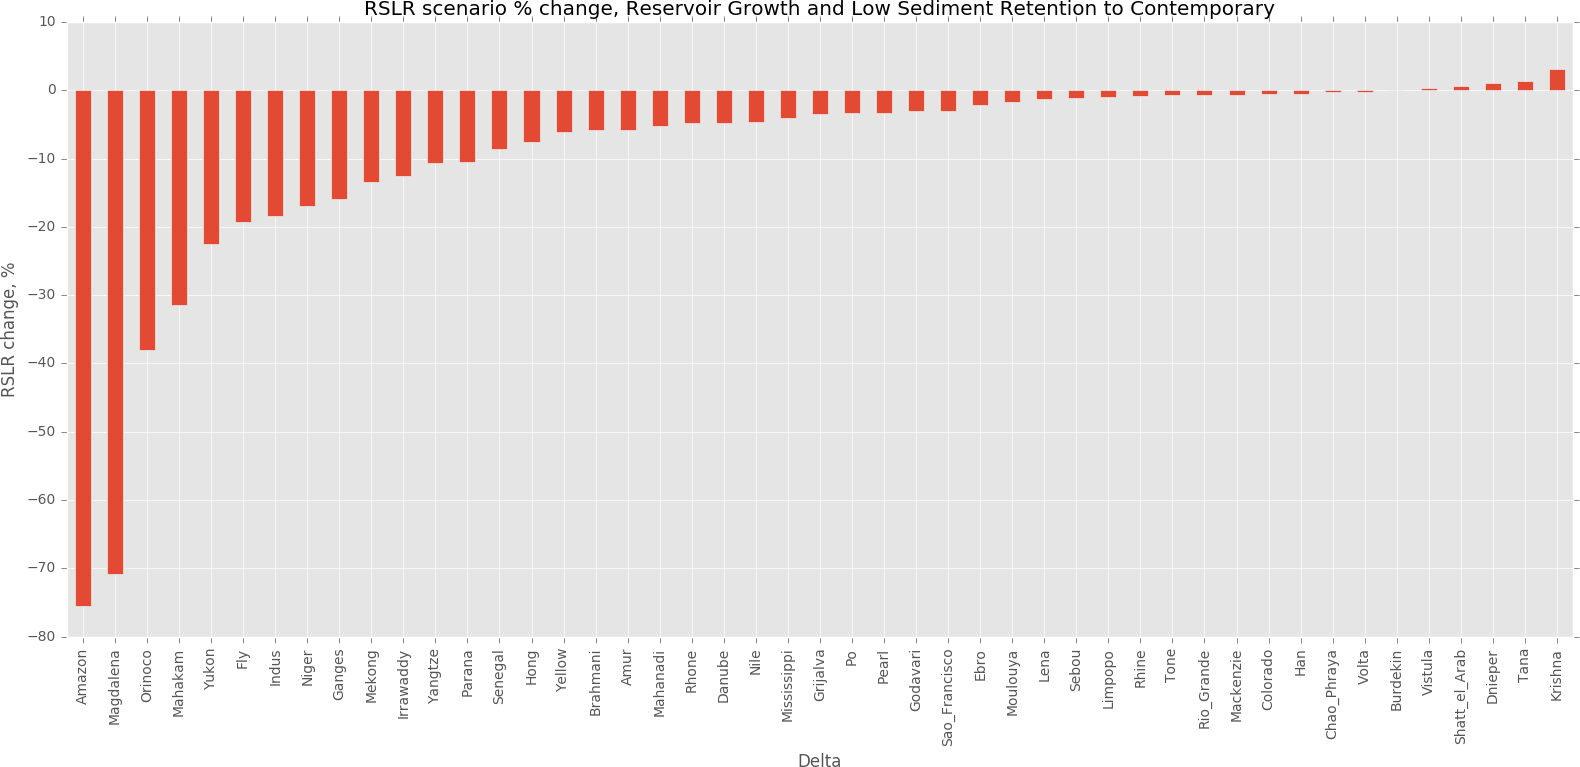 RSLR scenario % change, Reservoir Growth and Low Sediment Retention to Contemporary
RSLR change, %
10
0
−10
−20
−30
−40
−50
−60
−70
−80
Amazon
Magdalena
Orinoco
Mahakam
Yukon
Fly
Indus
Niger
Ganges
Mekong
Irrawaddy
Yangtze
Parana
Senegal
Hong
Yellow
Brahmani
Amur
Mahanadi
Rhone
Danube
Nile
Mississippi
Grijalva
Po
Pearl
Godavari
Sao_Francisco
Ebro
Moulouya
Lena
Sebou
Limpopo
Rhine
Tone
Rio_Grande
Mackenzie
Colorado
Han
Chao_Phraya
Volta
Burdekin
Vistula
Shatt_el_Arab
Dnieper
Tana
Krishna
Delta